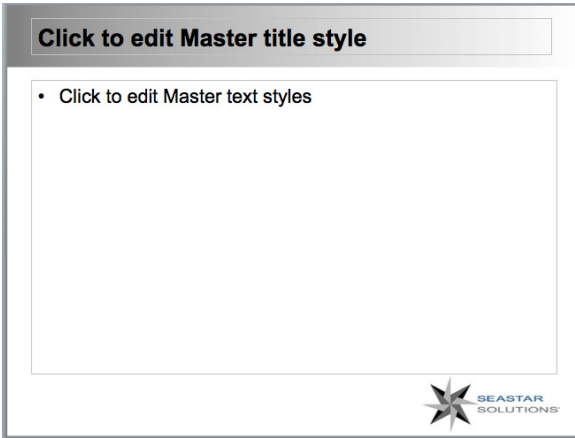 Click to edit Master title style
• Click to edit Master text styles
SEASTAR
SOLUTIONS